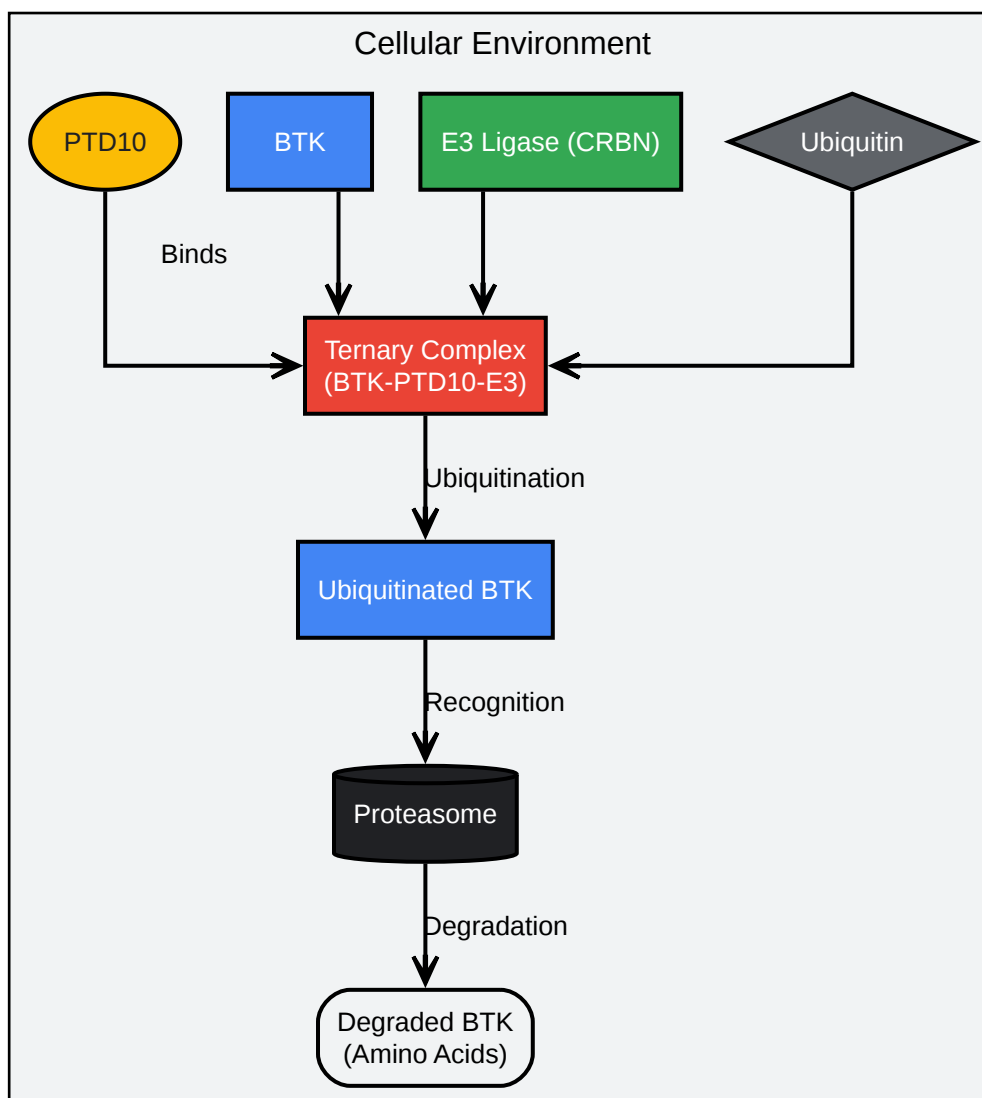 Cellular Environment
PTD10
BTK
E3 Ligase (CRBN)
Ubiquitin
Binds
Ternary Complex
(BTK-PTD10-E3)
Ubiquitination
Ubiquitinated BTK
Recognition
Proteasome
Degradation
Degraded BTK
(Amino Acids)